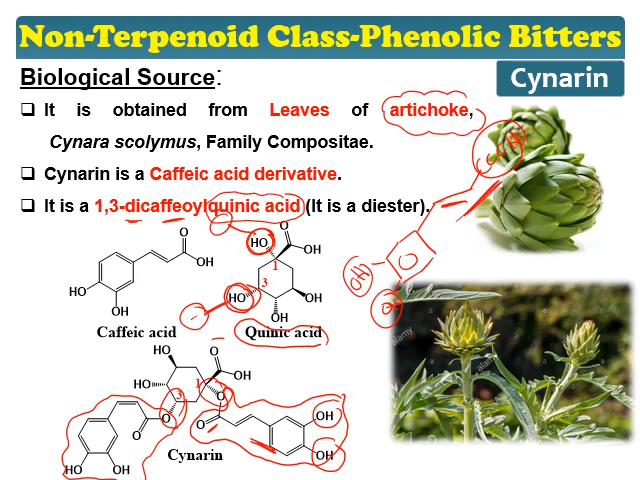 Non-Terpenoid Class-Phenolic Bitters
Biological Source:
Cynarin
❑ It is obtained from Leaves of artichoke,
Cynara scolymus, Family Compositae.
❑ Cynarin is a Caffeic acid derivative.
❑ It is a 1,3-dicaffeoylquinic acid (It is a diester).
O
OH
HO
OH
Caffeic acid
HO
O
OH
1
3
HO
OH
OH
Quinic acid
OH
OH
HO
O
OH
HO
3
1
O
O
O
O
OH
OH
HO
OH
Cynarin
alamy
alamy